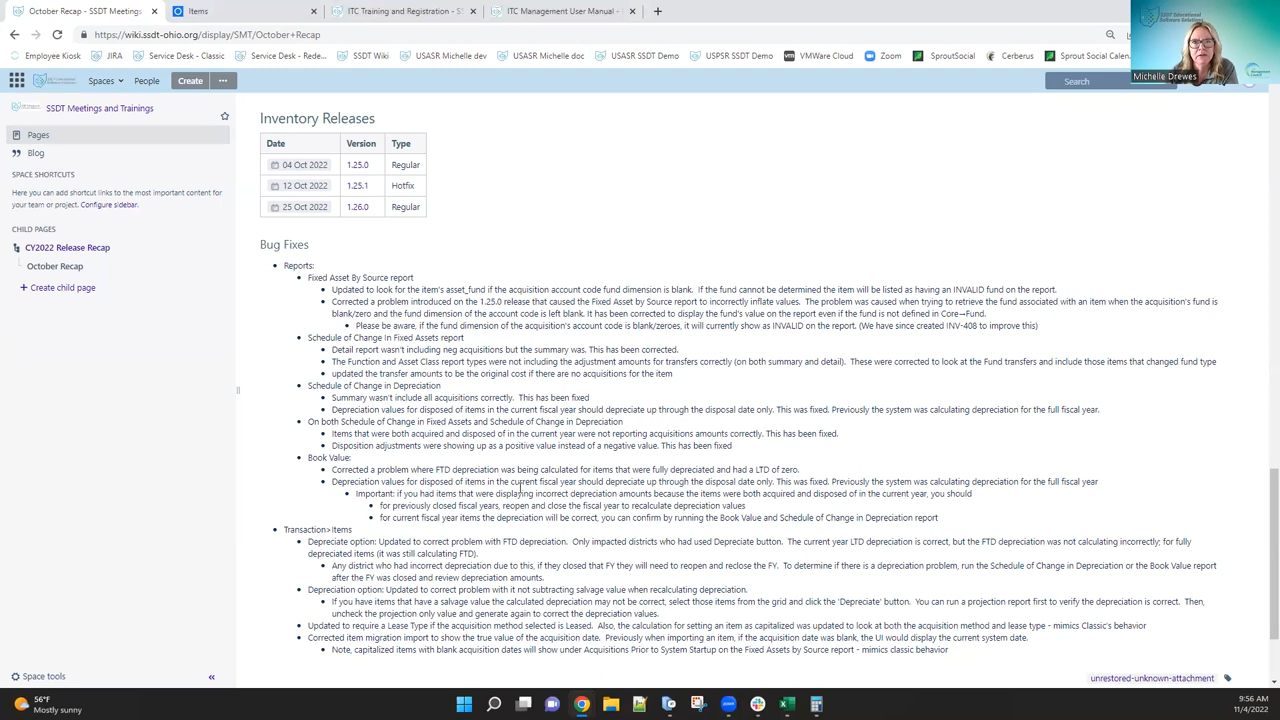 October Recap - SSDT Meetings
Items
ITC Training and Registration - S
ITC Management User Manual -
https://wiki.ssdt-ohio.org/display/SMT/October+Recap
Employee Kiosk
JIRA
Service Desk - Classic
Service Desk - Rede...
SSDT Wiki
USASR Michelle dev
USASR Michelle doc
USASR SSDT Demo
USPSR SSDT Demo
VMWare Cloud
Zoom
SproutSocial
Cerberus
Sprout Social Calen...
Michelle Drewes
Spaces
People
Create
Search
SSDT Meetings and Trainings
Pages
Blog
SPACE SHORTCUTS
Here you can add shortcut links to the most important content for
your team or project. Configure sidebar.
CHILD PAGES
CY2022 Release Recap
October Recap
Create child page
Inventory Releases
Date Version Type
04 Oct 2022 1.25.0 Regular
12 Oct 2022 1.25.1 Hotfix
25 Oct 2022 1.26.0 Regular
Bug Fixes
Reports:
Fixed Asset By Source report
Updated to look for the item's asset_fund if the acquisition account code fund dimension is blank. If the fund cannot be determined the item will be listed as having an INVALID fund on the report.
Corrected a problem introduced on the 1.25.0 release that caused the Fixed Asset by Source report to incorrectly inflate values. The problem was caused when trying to retrieve the fund associated with an item when the acquisition's fund is
blank/zero and the fund dimension of the account code is left blank. It has been corrected to display the fund's value on the report even if the fund is not defined in Core→Fund.
Please be aware, if the fund dimension of the acquisition's account code is blank/zeroes, it will currently show as INVALID on the report. (We have since created INV-408 to improve this)
Schedule of Change In Fixed Assets report
Detail report wasn't including neg acquisitions but the summary was. This has been corrected.
The Function and Asset Class report types were not including the adjustment amounts for transfers correctly (on both summary and detail). These were corrected to look at the Fund transfers and include those items that changed fund type
updated the transfer amounts to be the original cost if there are no acquisitions for the item
Schedule of Change in Depreciation
Summary wasn't include all acquisitions correctly. This has been fixed
Depreciation values for disposed of items in the current fiscal year should depreciate up through the disposal date only. This was fixed. Previously the system was calculating depreciation for the full fiscal year.
On both Schedule of Change in Fixed Assets and Schedule of Change in Depreciation
Items that were both acquired and disposed of in the current year were not reporting acquisitions amounts correctly. This has been fixed.
Disposition adjustments were showing up as a positive value instead of a negative value. This has been fixed
Book Value:
Corrected a problem where FTD depreciation was being calculated for items that were fully depreciated and had a LTD of zero.
Depreciation values for disposed of items in the current fiscal year should depreciate up through the disposal date only. This was fixed. Previously the system was calculating depreciation for the full fiscal year
Important: if you had items that were displaying incorrect depreciation amounts because the items were both acquired and disposed of in the current year, you should
for previously closed fiscal years, reopen and close the fiscal year to recalculate depreciation values
for current fiscal year items the depreciation will be correct, you can confirm by running the Book Value and Schedule of Change in Depreciation report
Transaction>Items
Depreciate option: Updated to correct problem with FTD depreciation. Only impacted districts who had used Depreciate button. The current year LTD depreciation is correct, but the FTD depreciation was not calculating incorrectly; for fully
depreciated items (it was still calculating FTD).
Any district who had incorrect depreciation due to this, if they closed that FY they will need to reopen and reclose the FY. To determine if there is a depreciation problem, run the Schedule of Change in Depreciation or the Book Value report
after the FY was closed and review depreciation amounts.
Depreciation option: Updated to correct problem with it not subtracting salvage value when recalculating depreciation.
If you have items that have a salvage value the calculated depreciation may not be correct, select those items from the grid and click the 'Depreciate' button. You can run a projection report first to verify the depreciation is correct. Then,
uncheck the projection only value and generate again to correct the depreciation values.
Updated to require a Lease Type if the acquisition method selected is Leased. Also, the calculation for setting an item as capitalized was updated to look at both the acquisition method and lease type - mimics Classic's behavior
Corrected item migration import to show the true value of the acquisition date. Previously when importing an item, if the acquisition date was blank, the UI would display the current system date.
Note, capitalized items with blank acquisition dates will show under Acquisitions Prior to System Startup on the Fixed Assets by Source report - mimics classic behavior
Space tools
unrestored-unknown-attachment
56°F
Mostly sunny
9:56 AM
11/4/2022